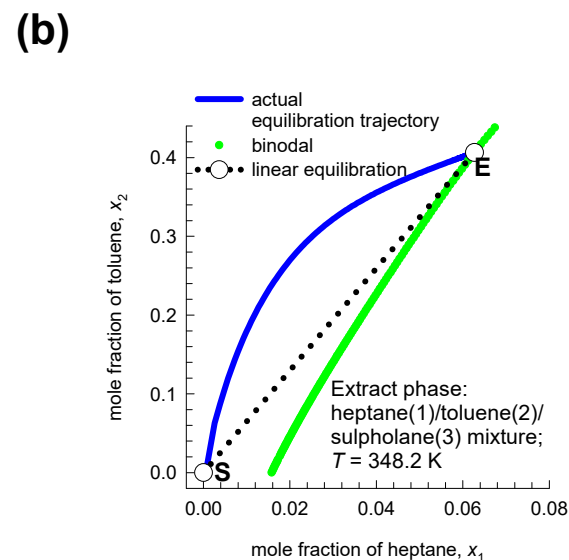 (b)
actual
equilibration trajectory
binodal
linear equilibration
E
0.4
0.3
0.2
0.1
0.0
mole fraction of toluene, x2
Extract phase:
heptane(1)/toluene(2)/
sulpholane(3) mixture;
T = 348.2 K
S
0.00 0.02 0.04 0.06 0.08
mole fraction of heptane, x1